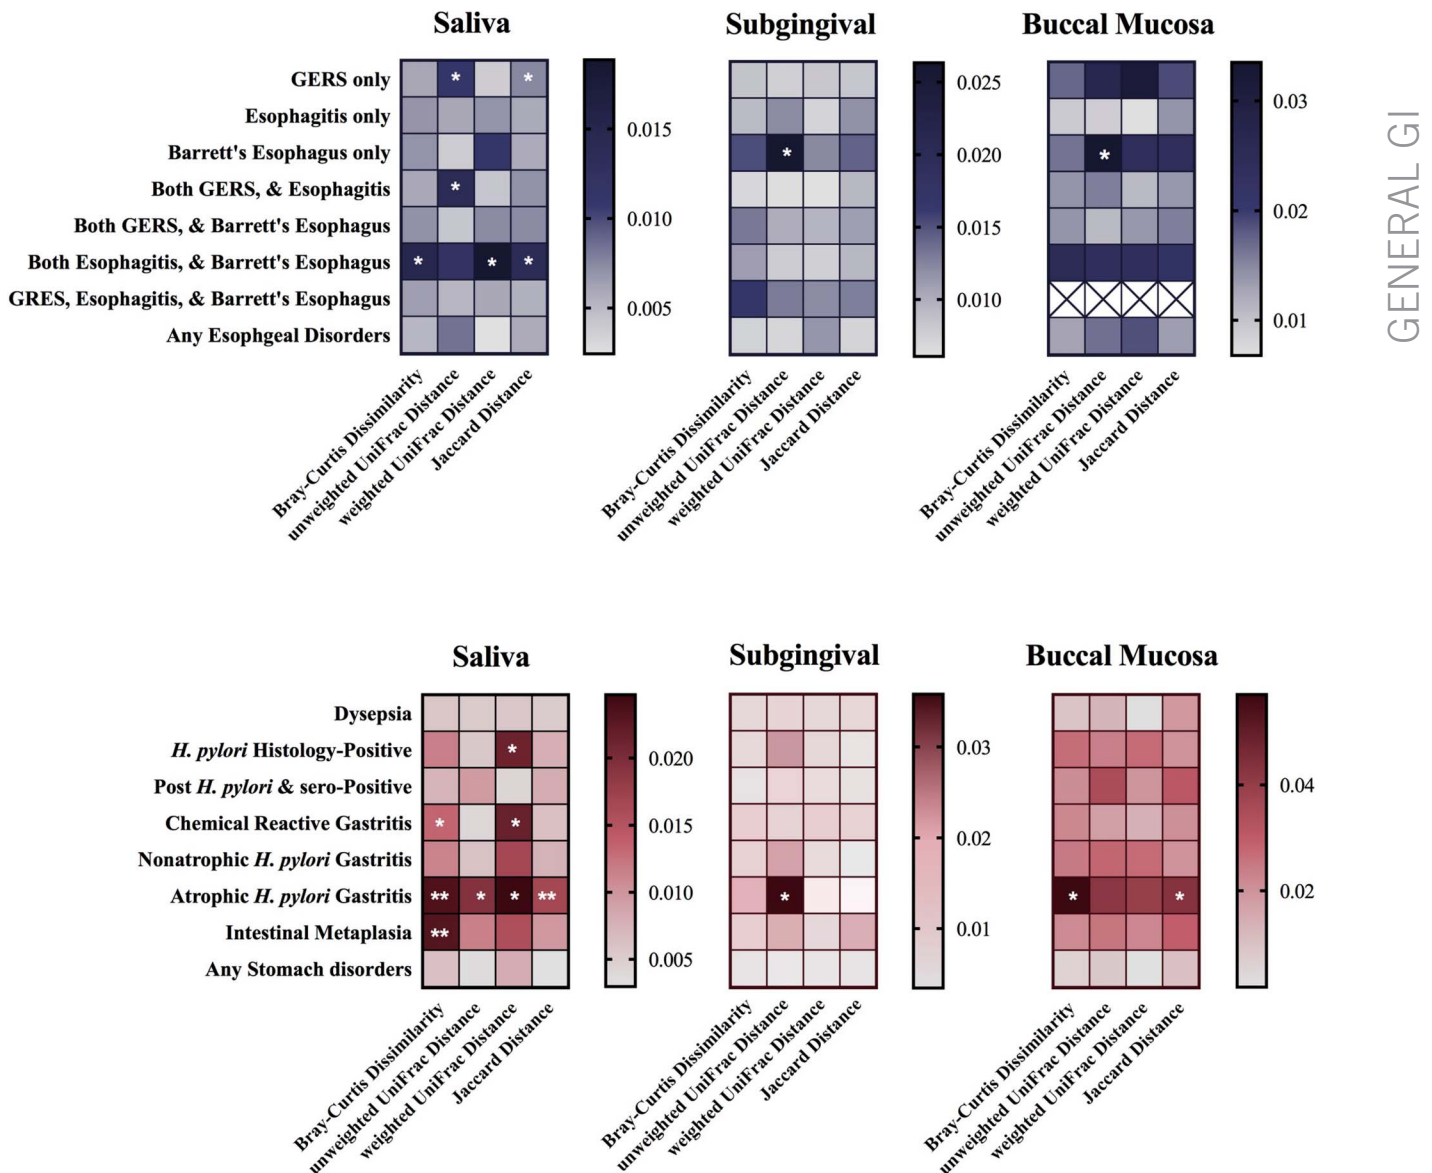 Saliva
Subgingival
Buccal Mucosa
GERS only
Esophagitis only
Barrett's Esophagus only
Both GERS, & Esophagitis
Both GERS, & Barrett's Esophagus
Both Esophagitis, & Barrett's Esophagus
GRES, Esophagitis, & Barrett's Esophagus
Any Esophgeal Disorders
* *
*
* * *
*
*
0.015
0.010
0.005
0.025
0.020
0.015
0.010
0.03
0.02
0.01
Bray-Curtis Dissimilarity
unweighted UniFrac Distance
weighted UniFrac Distance
Jaccard Distance
Bray-Curtis Dissimilarity
unweighted UniFrac Distance
weighted UniFrac Distance
Jaccard Distance
Bray-Curtis Dissimilarity
unweighted UniFrac Distance
weighted UniFrac Distance
Jaccard Distance
GENERAL GI
Saliva
Subgingival
Buccal Mucosa
Dysepsia
H. pylori Histology-Positive
Post H. pylori & sero-Positive
Chemical Reactive Gastritis
Nonatrophic H. pylori Gastritis
Atrophic H. pylori Gastritis
Intestinal Metaplasia
Any Stomach disorders
*
* *
** * * **
**
*
* *
0.020
0.015
0.010
0.005
0.03
0.02
0.01
0.04
0.02
Bray-Curtis Dissimilarity
unweighted UniFrac Distance
weighted UniFrac Distance
Jaccard Distance
Bray-Curtis Dissimilarity
unweighted UniFrac Distance
weighted UniFrac Distance
Jaccard Distance
Bray-Curtis Dissimilarity
unweighted UniFrac Distance
weighted UniFrac Distance
Jaccard Distance